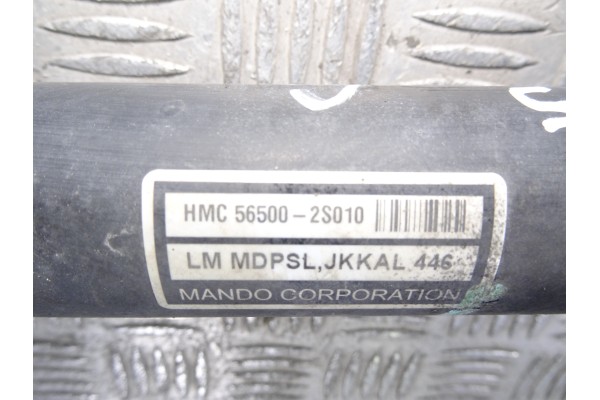 HMC 56500-2S010
LM MDPSL,JKKAL 446
MANDO CORPORATION